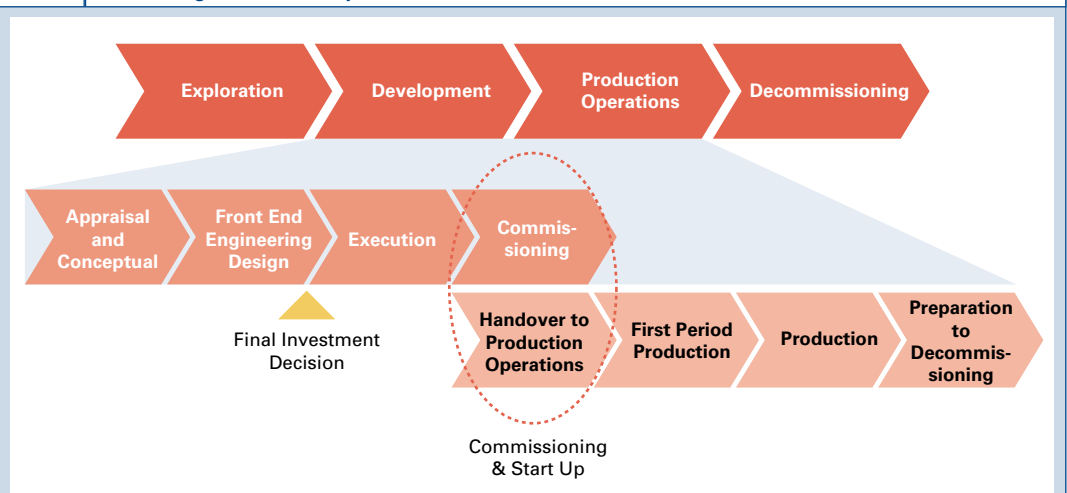 Exploration
Development
Production
Operations
Decommissioning
Appraisal
and
Conceptual
Front End
Engineering
Design
Execution
Commis-
sioning
Final Investment
Decision
Handover to
Production
Operations
First Period
Production
Production
Preparation
to
Decommis-
sioning
Commissioning
& Start Up